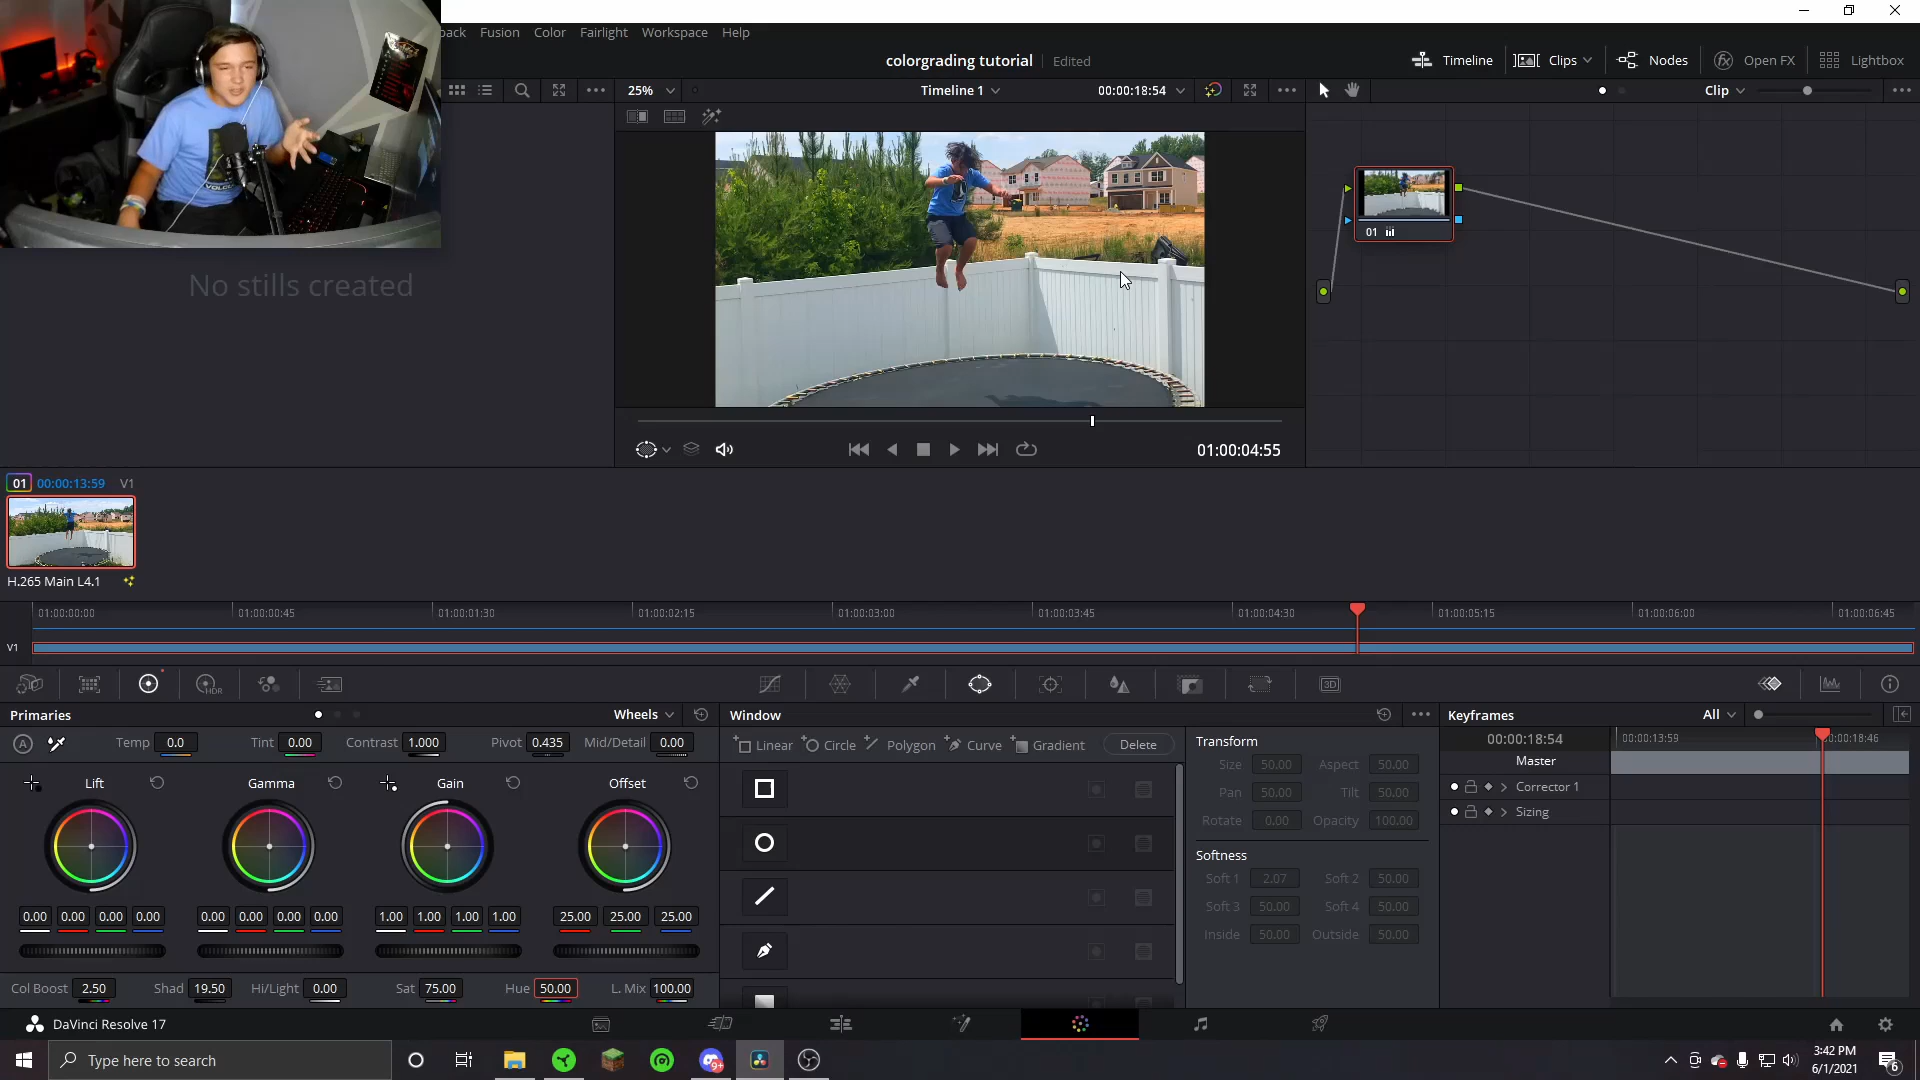 back Fusion Color Fairlight Workspace Help
colorgrading tutorial Edited
Timeline Clips Nodes Open FX Lightbox
25% Timeline 1 00:00:18:54 Clip
01
No stills created
01:00:04:55
01 00:00:13:59 V1
H.265 Main L4.1
01:00:00:00 01:00:00:45 01:00:01:30 01:00:02:15 01:00:03:00 01:00:03:45 01:00:04:30 01:00:05:15 01:00:06:00 01:00:06:45
V1
HDR 3D
Primaries Wheels Window Keyframes All
A Temp 0.0 Tint 0.00 Contrast 1.000 Pivot 0.435 Mid/Detail 0.00
Linear Circle Polygon Curve Gradient Delete
Transform
00:00:18:54 00:00:13:59 00:00:18:46
Master
Size 50.00 Aspect 50.00
Lift Gamma Gain Offset
Corrector 1
Pan 50.00 Tilt 50.00
Sizing
Rotate 0.00 Opacity 100.00
Softness
Soft 1 2.07 Soft 2 50.00
Soft 3 50.00 Soft 4 50.00
0.00 0.00 0.00 0.00 0.00 0.00 0.00 0.00 1.00 1.00 1.00 1.00 25.00 25.00 25.00
Inside 50.00 Outside 50.00
Col Boost 2.50 Shad 19.50 Hi/Light 0.00 Sat 75.00 Hue 50.00 L. Mix 100.00
DaVinci Resolve 17
Type here to search
9+
3:42 PM
6/1/2021
6